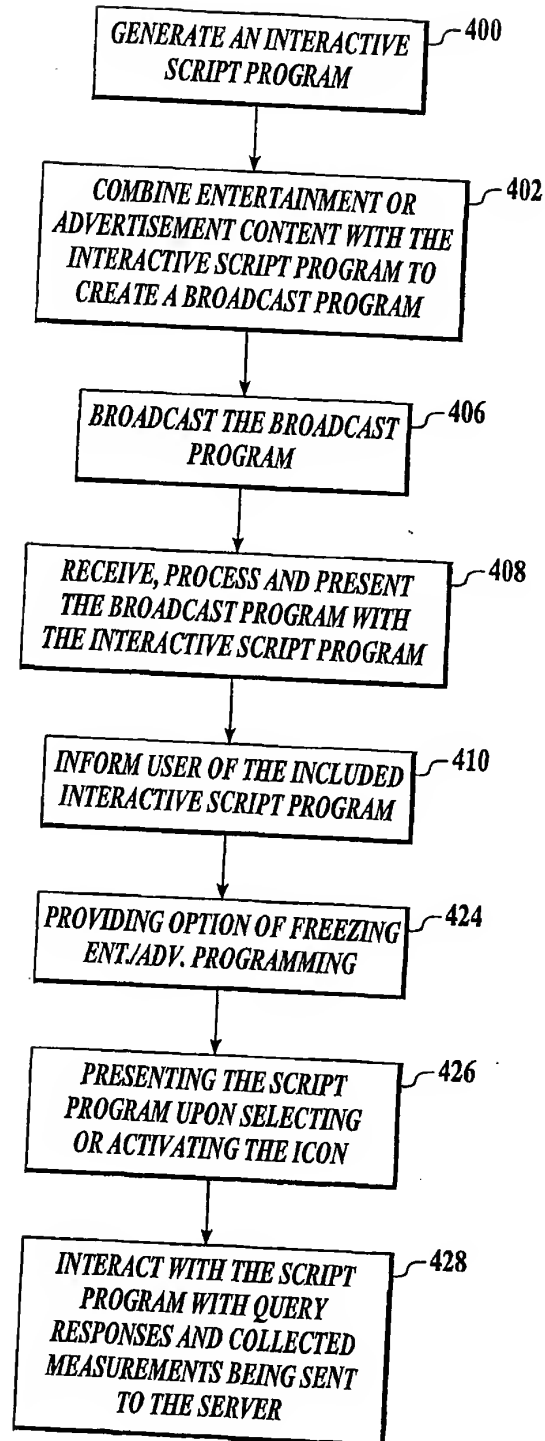 GENERATE AN INTERACTIVE
SCRIPT PROGRAM
400
COMBINE ENTERTAINMENT OR
ADVERTISEMENT CONTENT WITH THE
INTERACTIVE SCRIPT PROGRAM TO
CREATE A BROADCAST PROGRAM
402
BROADCAST THE BROADCAST
PROGRAM
406
RECEIVE, PROCESS AND PRESENT
THE BROADCAST PROGRAM WITH
THE INTERACTIVE SCRIPT PROGRAM
408
INFORM USER OF THE INCLUDED
INTERACTIVE SCRIPT PROGRAM
410
PROVIDING OPTION OF FREEZING
ENT./ADV. PROGRAMMING
424
PRESENTING THE SCRIPT
PROGRAM UPON SELECTING
OR ACTIVATING THE ICON
426
INTERACT WITH THE SCRIPT
PROGRAM WITH QUERY
RESPONSES AND COLLECTED
MEASUREMENTS BEING SENT
TO THE SERVER
428